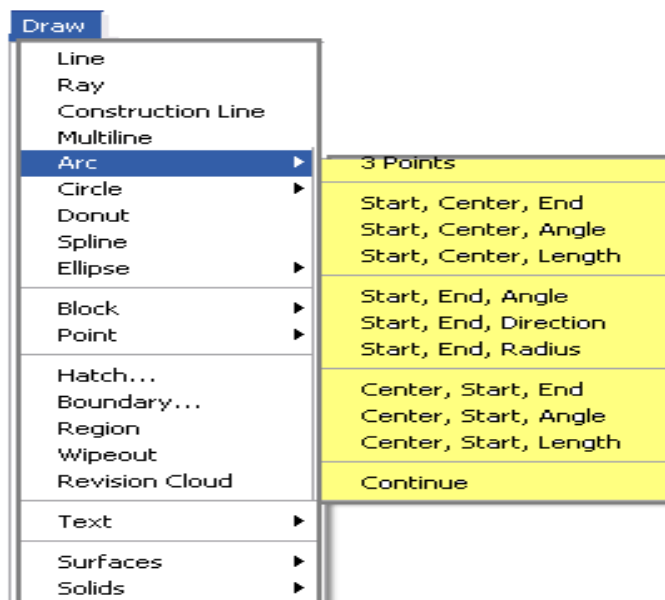 Draw
Line
Ray
Construction Line
Multiline
Arc
Circle
Donut
Spline
Ellipse
Block
Point
Hatch...
Boundary...
Region
Wipeout
Revision Cloud
Text
Surfaces
Solids
3 Points
Start, Center, End
Start, Center, Angle
Start, Center, Length
Start, End, Angle
Start, End, Direction
Start, End, Radius
Center, Start, End
Center, Start, Angle
Center, Start, Length
Continue